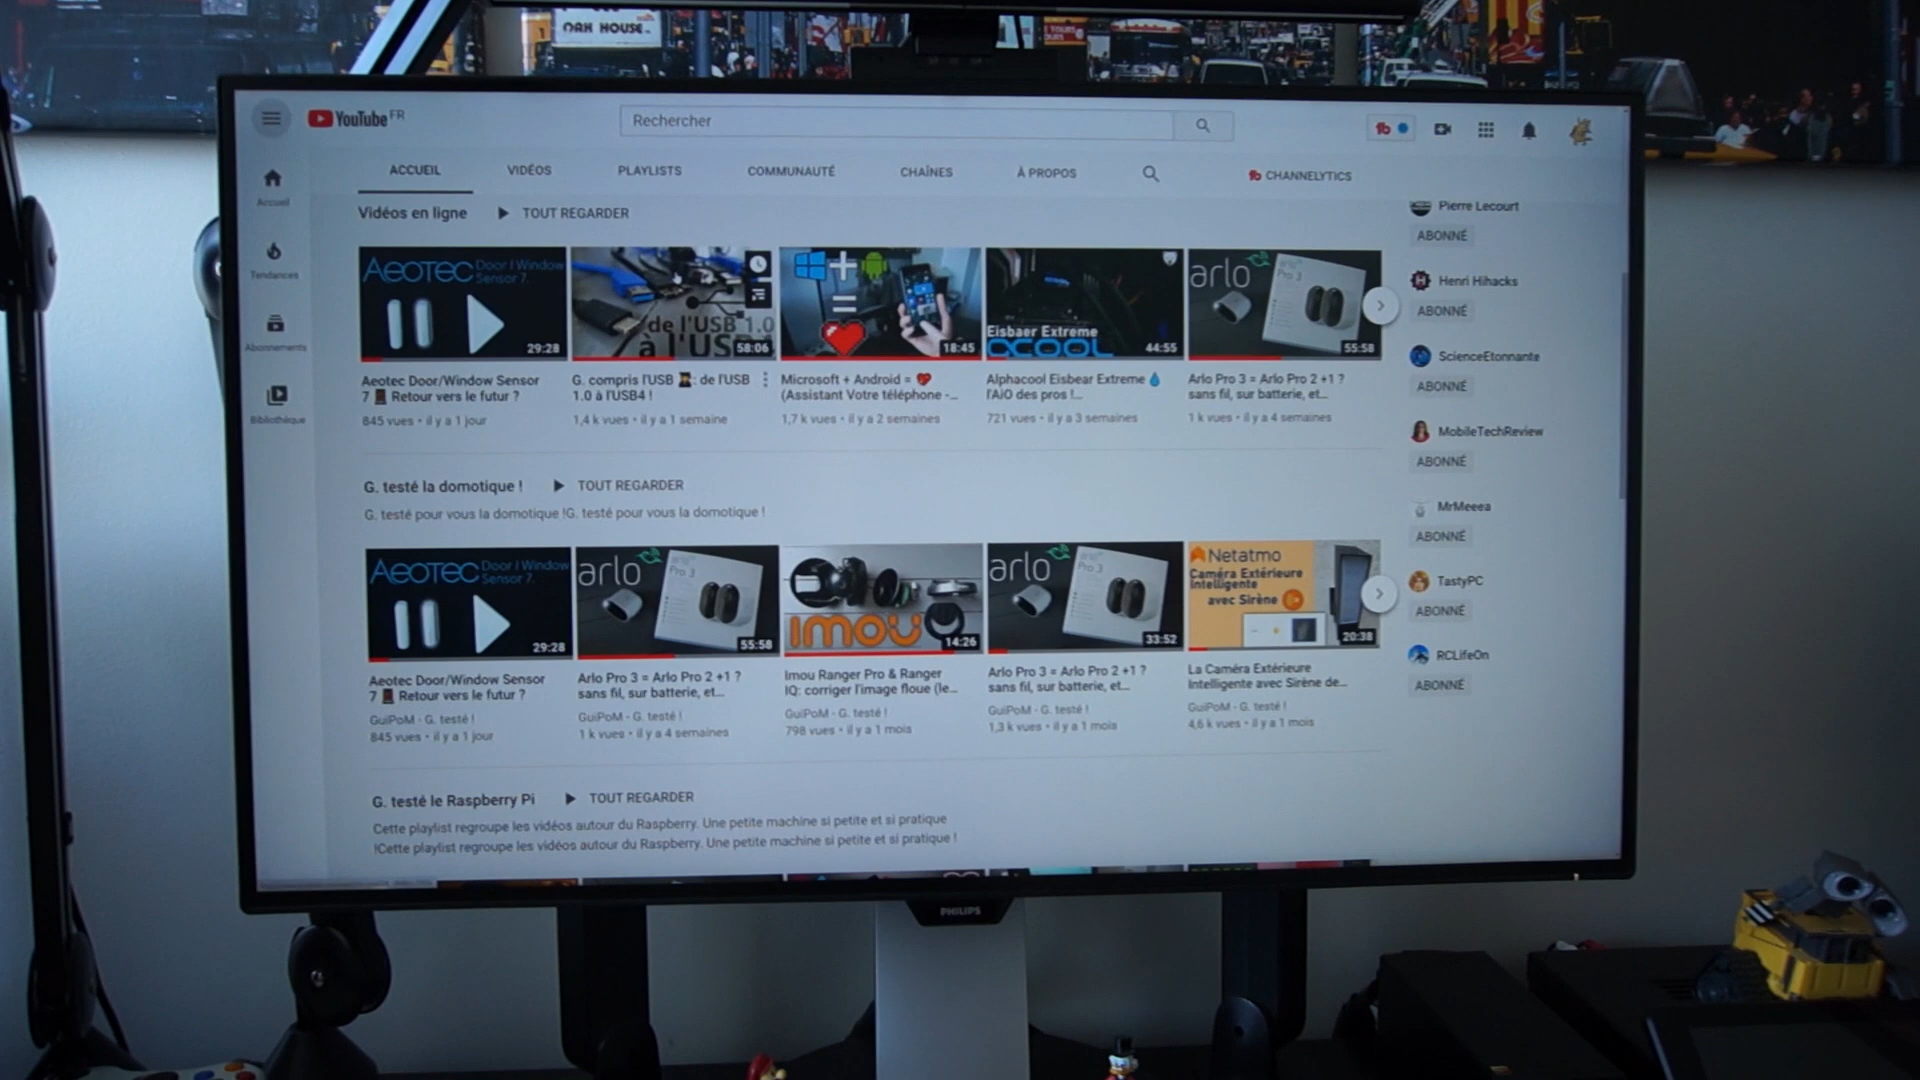 OAK HOUSE
YouTube FR
Rechercher
ACCUEIL
VIDÉOS
PLAYLISTS
COMMUNAUTÉ
CHAÎNES
À PROPOS
CHANNELYTICS
Accueil
Tendances
Abonnements
Bibliothèque
Vidéos en ligne
TOUT REGARDER
AEOTEC Door / Window
Sensor 7.
29:28
de l'USB 1.0
58:06
18:45
Eisbaer Extreme
44:55
arlo
Pro 3
55:58
Aeotec Door/Window Sensor
7 Retour vers le futur ?
845 vues • il y a 1 jour
G. compris l'USB : de l'USB
1.0 à l'USB4 !
1,4 k vues • il y a 1 semaine
Microsoft + Android =
(Assistant Votre téléphone -...
1,7 k vues • il y a 2 semaines
Alphacool Eisbear Extreme
l'AiO des pros !...
721 vues • il y a 3 semaines
Arlo Pro 3 = Arlo Pro 2 +1 ?
sans fil, sur batterie, et...
1 k vues • il y a 4 semaines
G. testé la domotique !
TOUT REGARDER
G. testé pour vous la domotique !G. testé pour vous la domotique !
AEOTEC Door / Window
Sensor 7.
29:28
arlo
Pro 3
55:58
imou
14:26
arlo
Pro 3
33:52
Netatmo
Caméra Extérieure
Intelligente
avec Sirène
20:38
Aeotec Door/Window Sensor
7 Retour vers le futur ?
GuiPoM - G. testé !
845 vues • il y a 1 jour
Arlo Pro 3 = Arlo Pro 2 +1 ?
sans fil, sur batterie, et...
GuiPoM - G. testé !
1 k vues • il y a 4 semaines
Imou Ranger Pro & Ranger
IQ: corriger l'image floue (le...
GuiPoM - G. testé !
798 vues • il y a 1 mois
Arlo Pro 3 = Arlo Pro 2 +1 ?
sans fil, sur batterie, et...
GuiPoM - G. testé !
1,3 k vues • il y a 1 mois
La Caméra Extérieure
Intelligente avec Sirène de...
GuiPoM - G. testé !
4,6 k vues • il y a 1 mois
G. testé le Raspberry Pi
TOUT REGARDER
Cette playlist regroupe les vidéos autour du Raspberry. Une petite machine si petite et si pratique
!Cette playlist regroupe les vidéos autour du Raspberry. Une petite machine si petite et si pratique !
Pierre Lecourt
ABONNÉ
Henri Hihacks
ABONNÉ
ScienceEtonnante
ABONNÉ
MobileTechReview
ABONNÉ
MrMeeea
ABONNÉ
TastyPC
ABONNÉ
RCLifeOn
ABONNÉ
PHILIPS